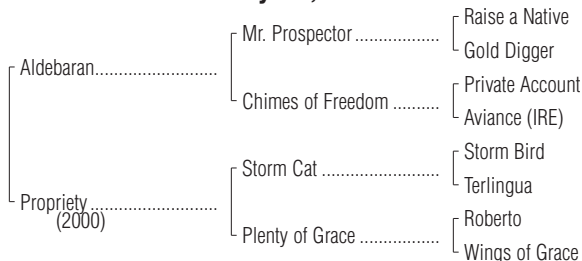 Raise a Native
Mr. Prospector ..................
Gold Digger
Aldebaran..........................
Private Account
Chimes of Freedom ..........
Aviance (IRE)
Storm Bird
Storm Cat .........................
Terlingua
Propriety ...........................
(2000)
Roberto
Plenty of Grace .................
Wings of Grace